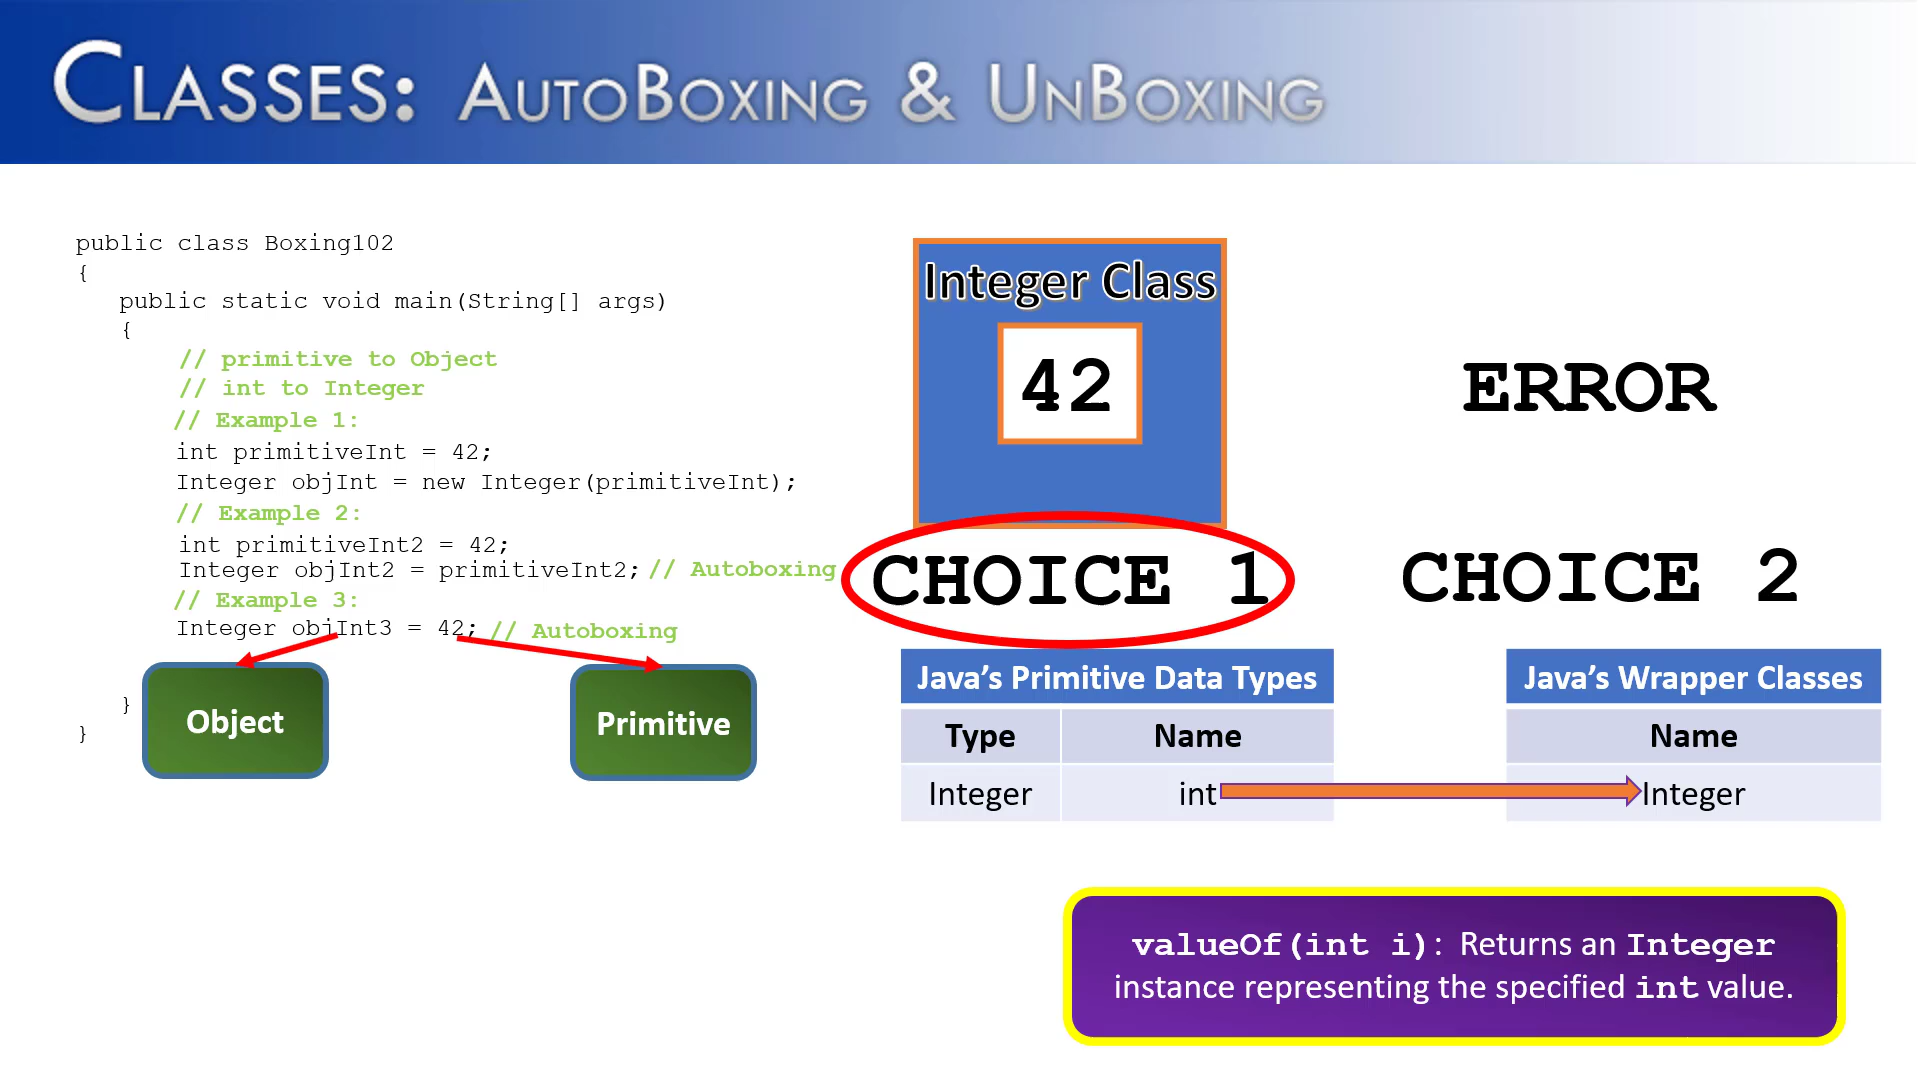 CLASSES: AUTOBOXING & UNBOXING
public class Boxing102
{
public static void main(String[] args)
{
// primitive to Object
// int to Integer
// Example 1:
int primitiveInt = 42;
Integer objInt = new Integer(primitiveInt);
// Example 2:
int primitiveInt2 = 42;
Integer objInt2 = primitiveInt2; // Autoboxing
// Example 3:
Integer objInt3 = 42; // Autoboxing
Object
Primitive
}
}
Integer Class
42
CHOICE 1
ERROR
CHOICE 2
Java’s Primitive Data Types
Type Name
Integer int
Java’s Wrapper Classes
Name
Integer
valueOf(int i): Returns an Integer
instance representing the specified int value.